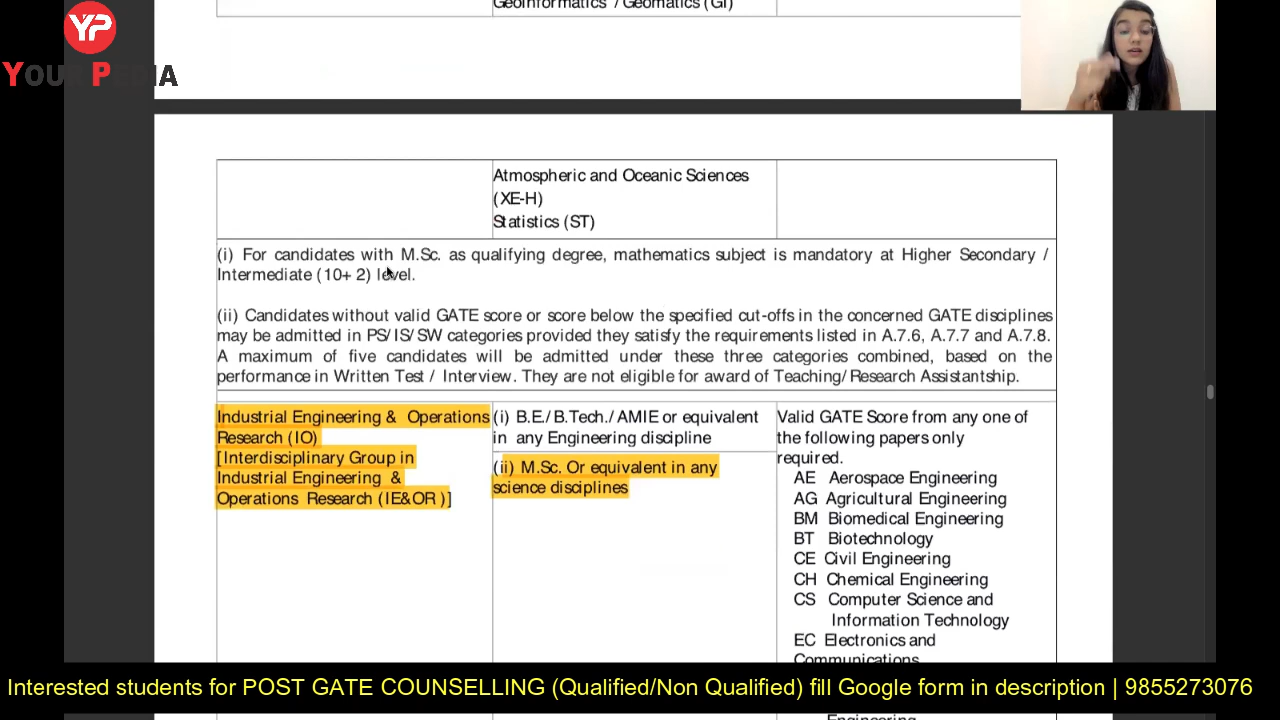 Geoinformatics / Geomatics (GI)
YP
YOUR PEDIA
Atmospheric and Oceanic Sciences
(XE-H)
Statistics (ST)
(i) For candidates with M.Sc. as qualifying degree, mathematics subject is mandatory at Higher Secondary /
Intermediate (10+ 2) level.
(ii) Candidates without valid GATE score or score below the specified cut-offs in the concerned GATE disciplines
may be admitted in PS/IS/SW categories provided they satisfy the requirements listed in A.7.6, A.7.7 and A.7.8.
A maximum of five candidates will be admitted under these three categories combined, based on the
performance in Written Test / Interview. They are not eligible for award of Teaching/Research Assistantship.
Industrial Engineering & Operations
Research (IO)
[Interdisciplinary Group in
Industrial Engineering &
Operations Research (IE&OR )]
(i) B.E./B.Tech./ AMIE or equivalent
in any Engineering discipline
(ii) M.Sc. Or equivalent in any
science disciplines
Valid GATE Score from any one of
the following papers only
required.
AE Aerospace Engineering
AG Agricultural Engineering
BM Biomedical Engineering
BT Biotechnology
CE Civil Engineering
CH Chemical Engineering
CS Computer Science and
Information Technology
EC Electronics and
Communications
Interested students for POST GATE COUNSELLING (Qualified/Non Qualified) fill Google form in description | 9855273076
Engineering